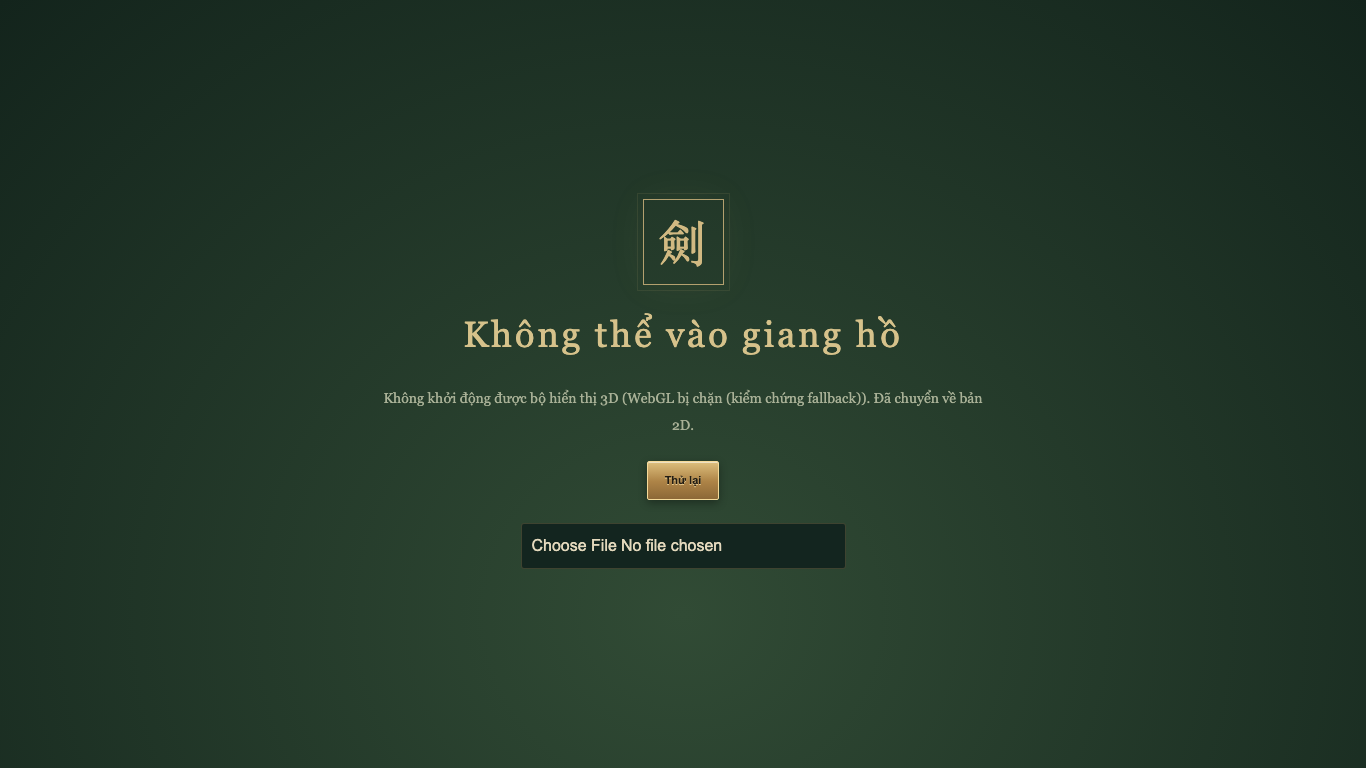 劍
Không thể vào giang hồ
Không khởi động được bộ hiển thị 3D (WebGL bị chặn (kiểm chứng fallback)). Đã chuyển về bản
2D.
Thử lại
Choose File No file chosen